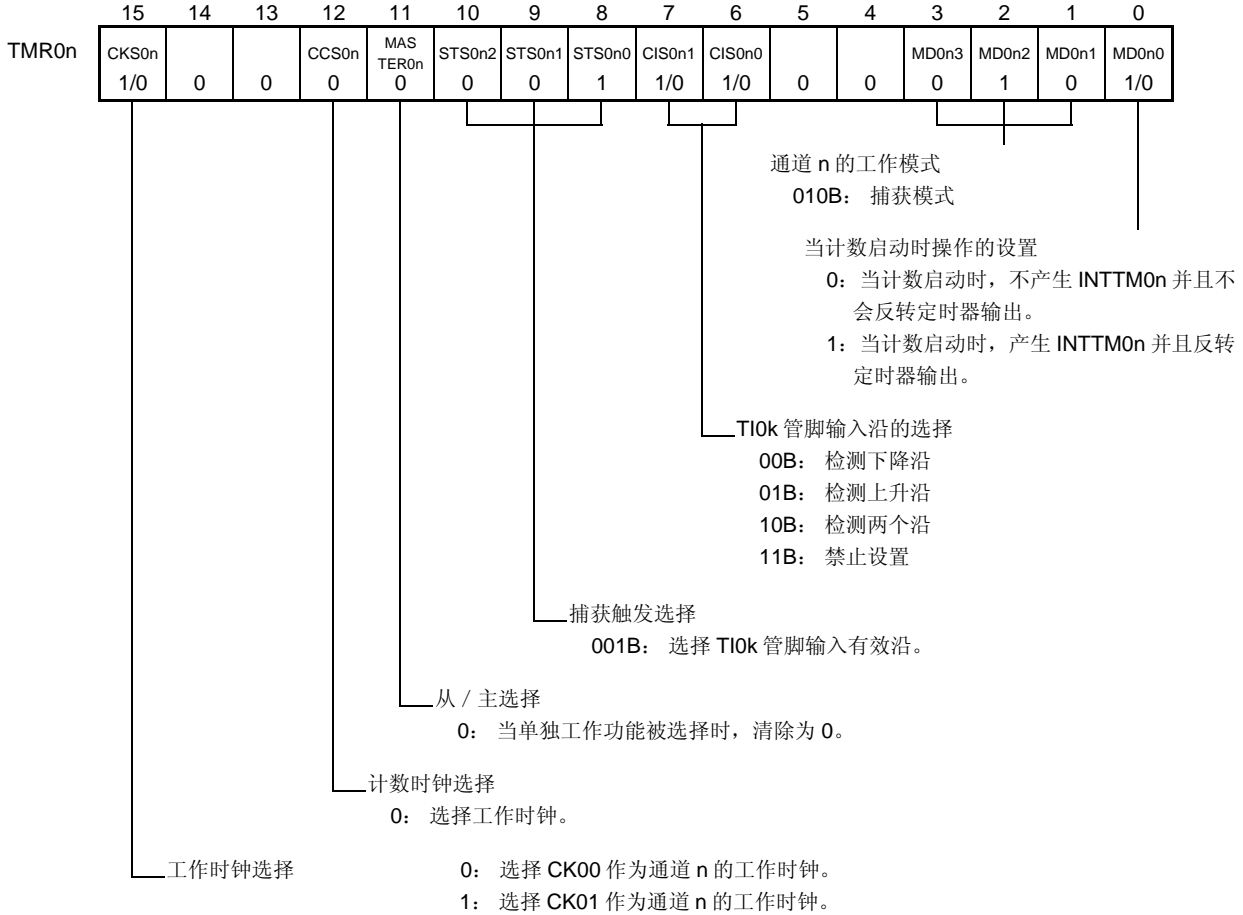 15 14 13 12 11 10 9 8 7 6 5 4 3 2 1 0
TMR0n CKS0n CCS0n MAS TER0n STS0n2 STS0n1 STS0n0 CIS0n1 CIS0n0 MD0n3 MD0n2 MD0n1 MD0n0
1/0 0 0 0 0 0 0 1 1/0 1/0 0 0 0 1 0 1/0
通道 n 的工作模式
010B： 捕获模式
当计数启动时操作的设置
0：当计数启动时，不产生 INTTM0n 并且不
会反转定时器输出。
1：当计数启动时，产生 INTTM0n 并且反转
定时器输出。
TI0k 管脚输入沿的选择
00B： 检测下降沿
01B： 检测上升沿
10B： 检测两个沿
11B： 禁止设置
捕获触发选择
001B： 选择 TI0k 管脚输入有效沿。
从 / 主选择
0： 当单独工作功能被选择时，清除为 0。
计数时钟选择
0： 选择工作时钟。
工作时钟选择 0： 选择 CK00 作为通道 n 的工作时钟。
1： 选择 CK01 作为通道 n 的工作时钟。